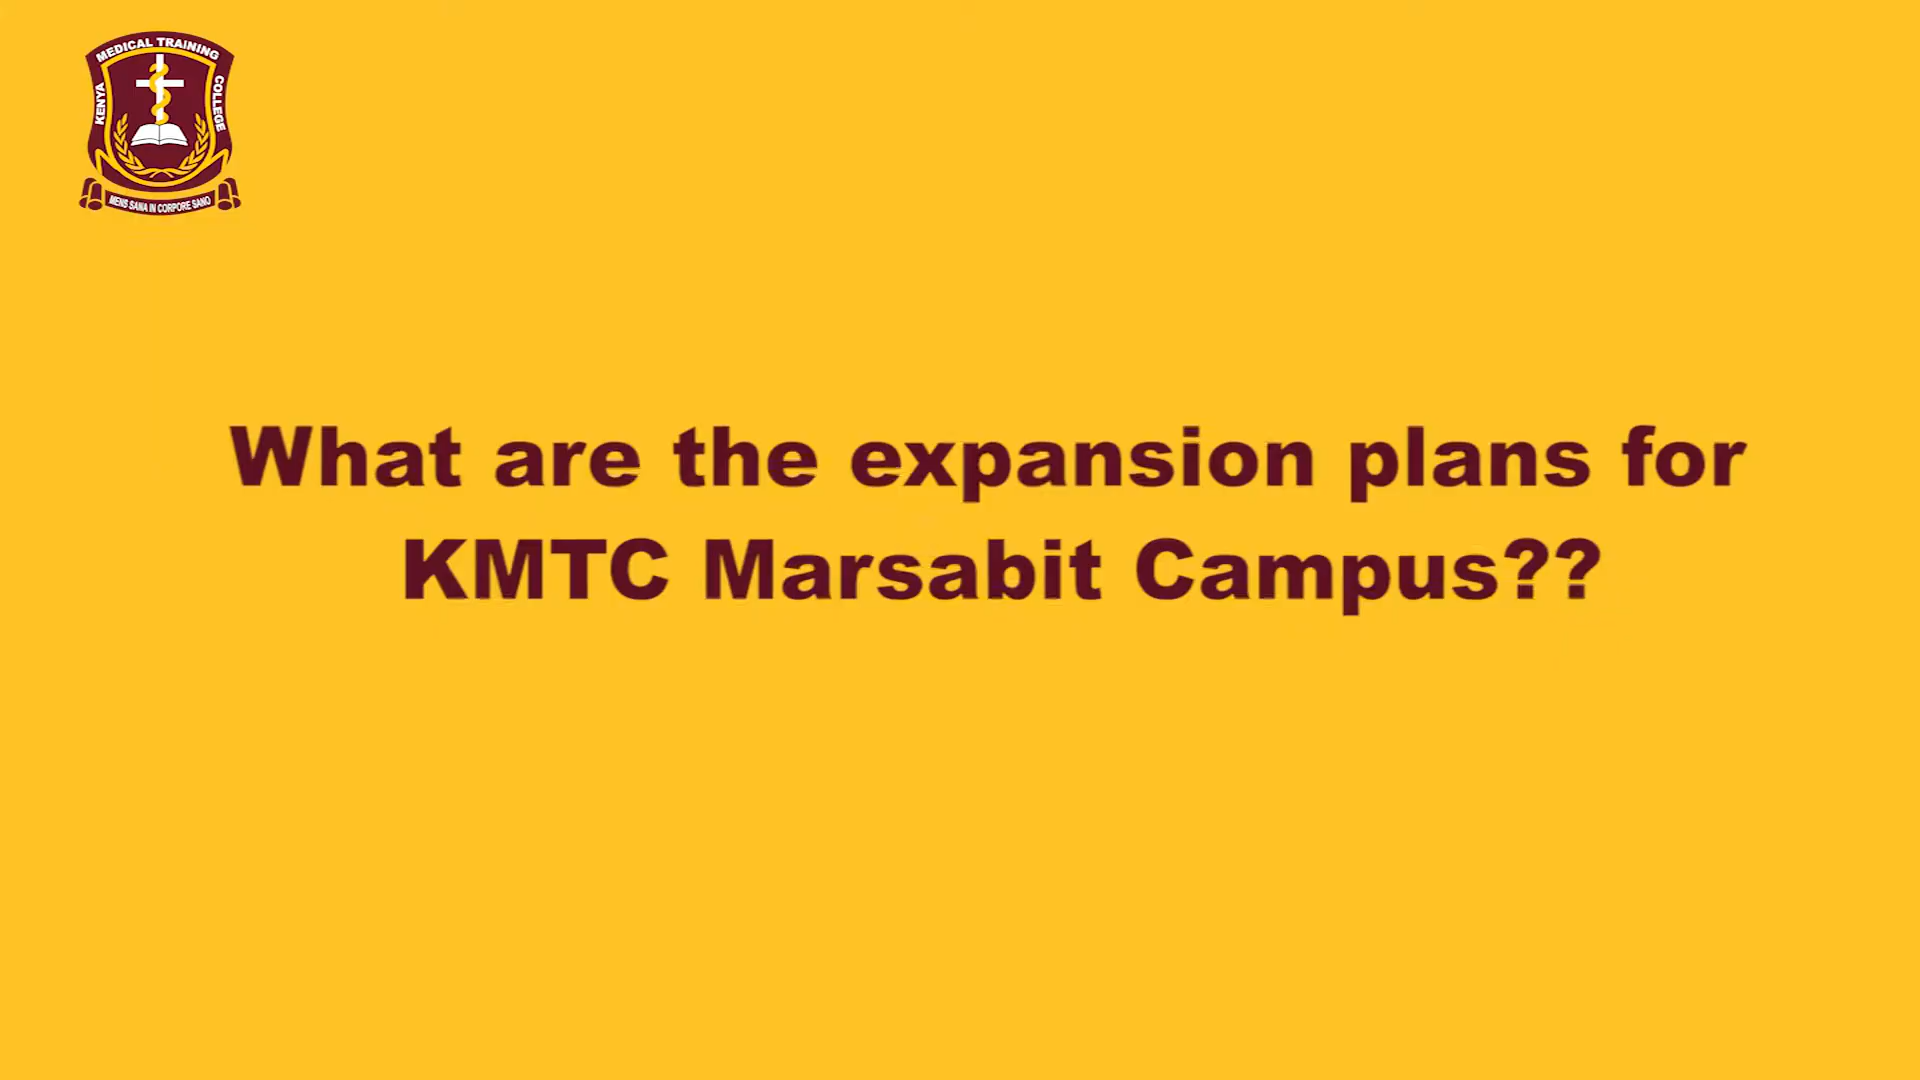 KENYA MEDICAL TRAINING COLLEGE
MENS SANA IN CORPORE SANO
What are the expansion plans for
KMTC Marsabit Campus??